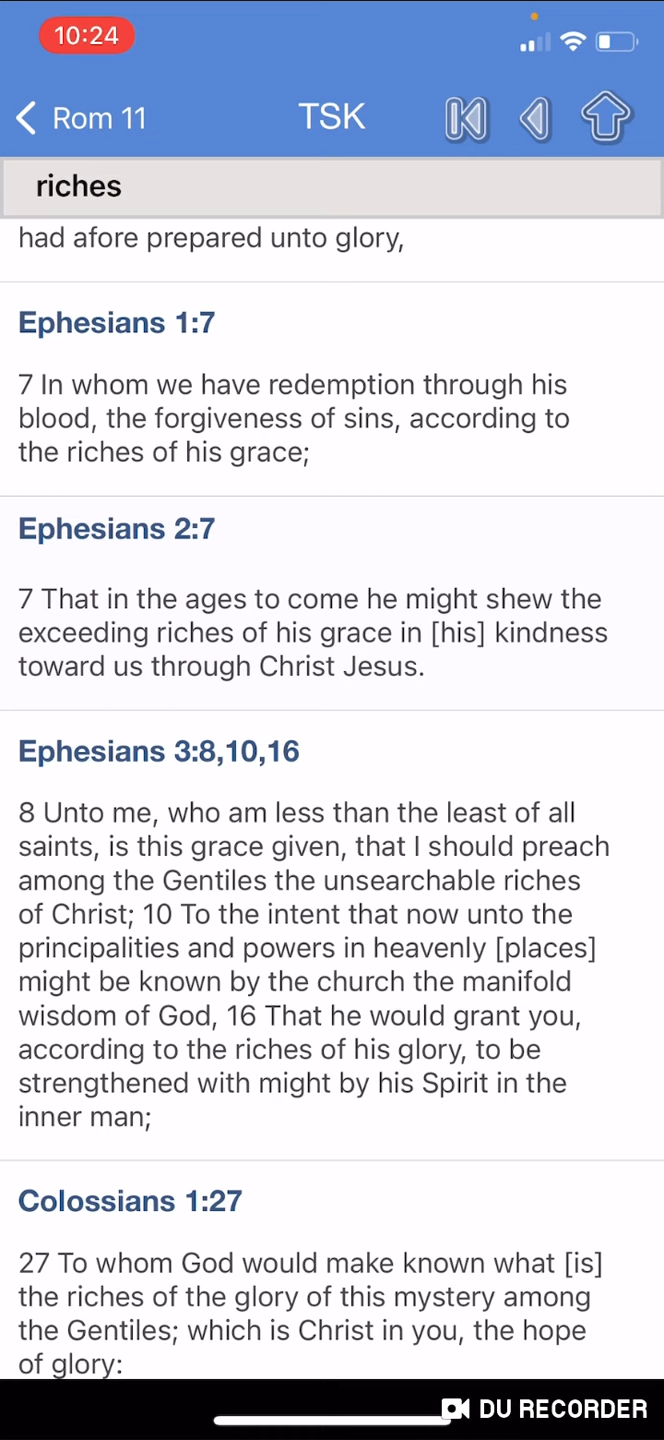 10:24
Rom 11
TSK
riches
had afore prepared unto glory,
Ephesians 1:7
7 In whom we have redemption through his
blood, the forgiveness of sins, according to
the riches of his grace;
Ephesians 2:7
7 That in the ages to come he might shew the
exceeding riches of his grace in [his] kindness
toward us through Christ Jesus.
Ephesians 3:8,10,16
8 Unto me, who am less than the least of all
saints, is this grace given, that I should preach
among the Gentiles the unsearchable riches
of Christ; 10 To the intent that now unto the
principalities and powers in heavenly [places]
might be known by the church the manifold
wisdom of God, 16 That he would grant you,
according to the riches of his glory, to be
strengthened with might by his Spirit in the
inner man;
Colossians 1:27
27 To whom God would make known what [is]
the riches of the glory of this mystery among
the Gentiles; which is Christ in you, the hope
of glory:
DU RECORDER